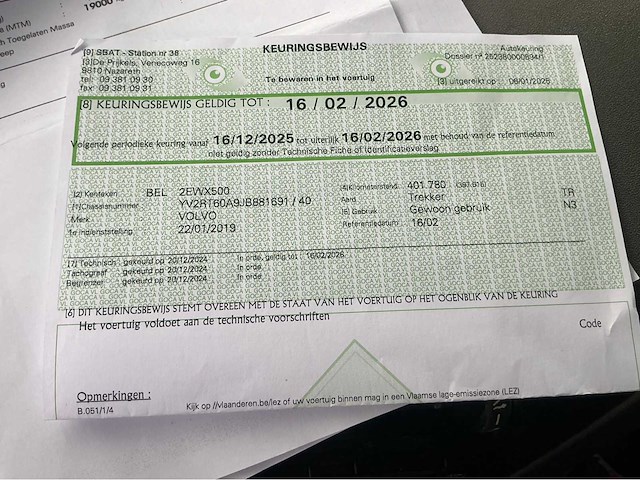 19000
(MTM)
h Toegelaten Massa
KEURINGSBEWIJS
[9] SBAT - Station nr 38
[3]De Prijkels, Venecoweg 16
9810 Nazareth
tel: 09 381 09 30
fax: 09 381 09 31
Te bewaren in het voertuig
Autokeuring
Dossier n°
[3] uitgereikt op : 06/01/2025
[8] KEURINGSBEWIJS GELDIG TOT : 16 / 02 / 2026
Volgende periodieke keuring vanaf 16/12/2025 tot uiterlijk 16/02/2026 met behoud van de referentiedatum
niet geldig zonder Technische Fiche of Identificatieverslag
[2] Kenteken BEL 2EWX500
[1]Chassisnummer YV2RT60A9JB881691 / 40
Merk VOLVO
1e indienststelling 22/01/2019
[4]Kilometerstand 401.780
Aard Trekker TR
[5] Gebruik Gewoon gebruik N3
Referentiedatum 16/02
[7] Technisch : gekeurd op 20/12/2024 In orde, geldig tot : 16/02/2026
Tachograaf gekeurd op 20/12/2024 In orde
Begrenzer gekeurd op 20/12/2024 In orde
[6] DIT KEURINGSBEWIJS STEMT OVEREEN MET DE STAAT VAN HET VOERTUIG OP HET OGENBLIK VAN DE KEURING
Het voertuig voldoet aan de technische voorschriften
Code
Opmerkingen :
B.051/1/4
Kijk op //vlaanderen.be/lez of uw voertuig binnen mag in een Vlaamse lage-emissiezone (LEZ)